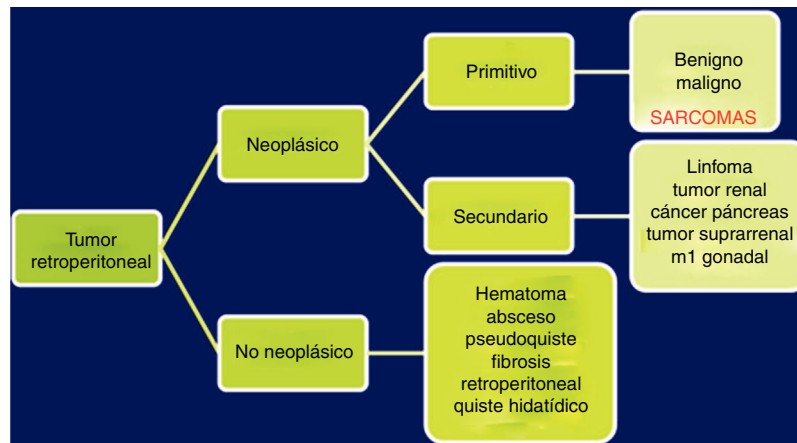 Tumor
retroperitoneal
Neoplásico
Primitivo
Benigno
maligno
SARCOMAS
Secundario
Linfoma
tumor renal
cáncer páncreas
tumor suprarrenal
m1 gonadal
No neoplásico
Hematoma
absceso
pseudoquiste
fibrosis
retroperitoneal
quiste hidatídico